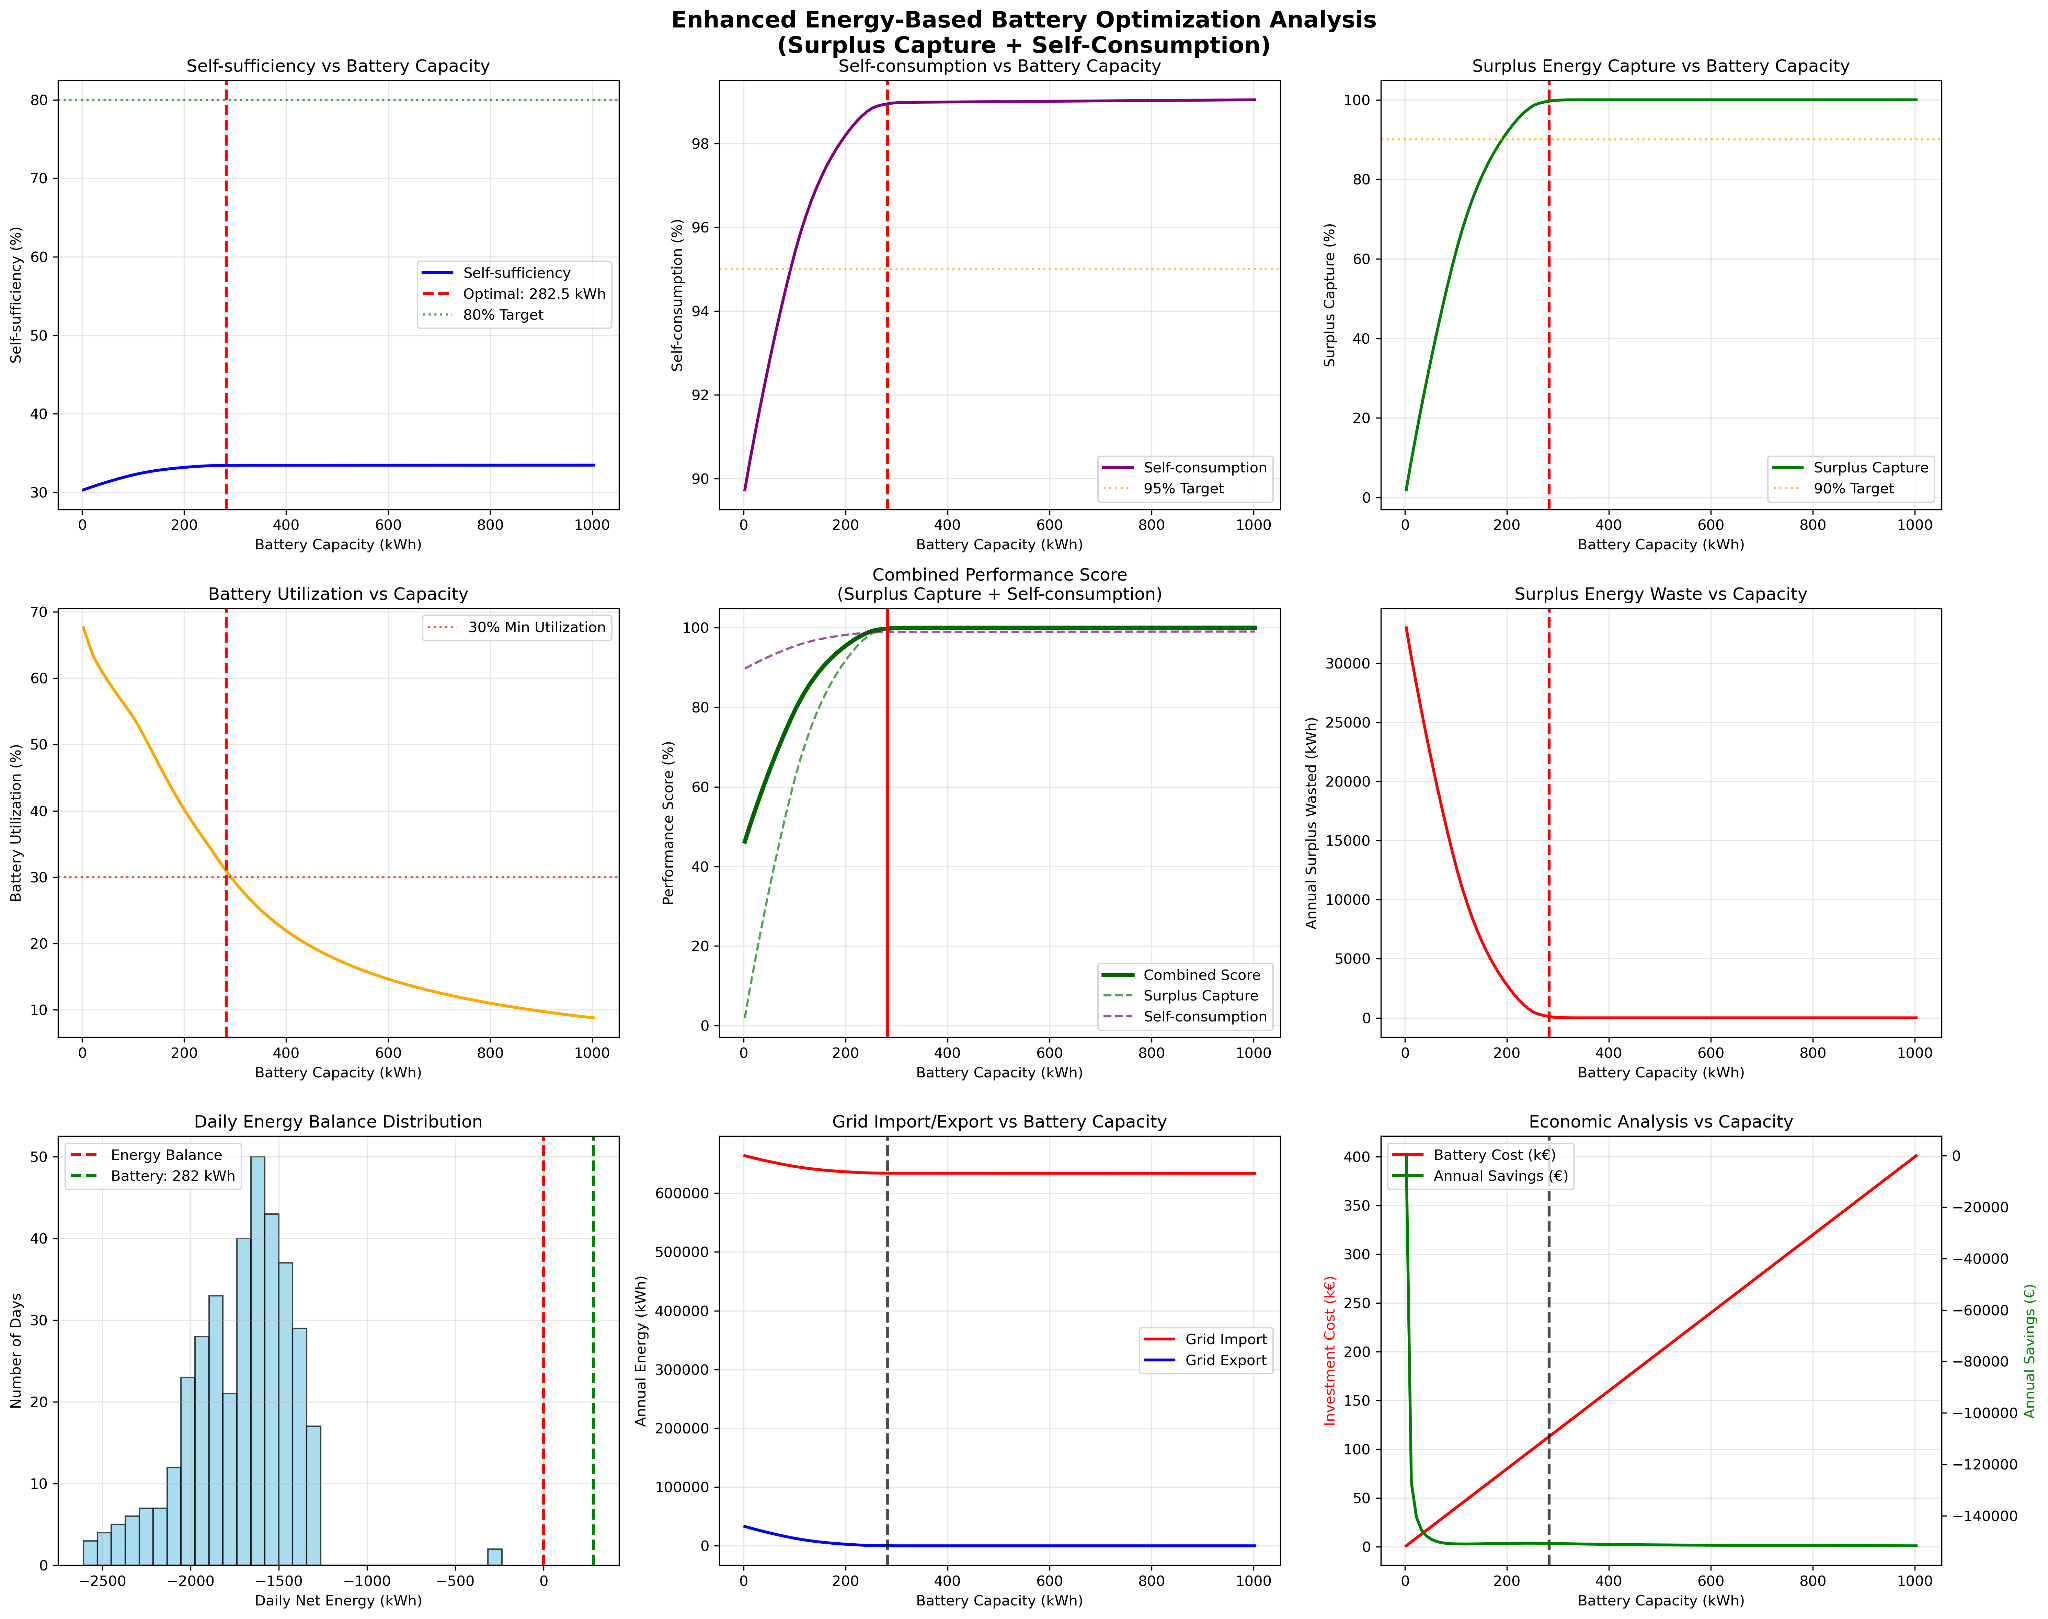 Enhanced Energy-Based Battery Optimization Analysis
(Surplus Capture + Self-Consumption)
Self-sufficiency vs Battery Capacity
Self-sufficiency (%)
80
70
60
50
40
30
0 200 400 600 800 1000
Battery Capacity (kWh)
Self-sufficiency
Optimal: 282.5 kWh
80% Target
Self-consumption vs Battery Capacity
Self-consumption (%)
98
96
94
92
90
0 200 400 600 800 1000
Battery Capacity (kWh)
Self-consumption
95% Target
Surplus Energy Capture vs Battery Capacity
Surplus Capture (%)
100
80
60
40
20
0
0 200 400 600 800 1000
Battery Capacity (kWh)
Surplus Capture
90% Target
Battery Utilization vs Capacity
Battery Utilization (%)
70
60
50
40
30
20
10
0 200 400 600 800 1000
Battery Capacity (kWh)
30% Min Utilization
Combined Performance Score
(Surplus Capture + Self-consumption)
Performance Score (%)
100
80
60
40
20
0
0 200 400 600 800 1000
Battery Capacity (kWh)
Combined Score
Surplus Capture
Self-consumption
Surplus Energy Waste vs Capacity
Annual Surplus Wasted (kWh)
30000
25000
20000
15000
10000
5000
0
0 200 400 600 800 1000
Battery Capacity (kWh)
Daily Energy Balance Distribution
Number of Days
50
40
30
20
10
0
−2500 −2000 −1500 −1000 −500 0
Daily Net Energy (kWh)
Energy Balance
Battery: 282 kWh
Grid Import/Export vs Battery Capacity
Annual Energy (kWh)
600000
500000
400000
300000
200000
100000
0
0 200 400 600 800 1000
Battery Capacity (kWh)
Grid Import
Grid Export
Economic Analysis vs Capacity
Investment Cost (k€)
400
350
300
250
200
150
100
50
0
0 200 400 600 800 1000
Battery Capacity (kWh)
Battery Cost (k€)
Annual Savings (€)
0
−20000
−40000
−60000
−80000
−100000
−120000
−140000
Annual Savings (€)